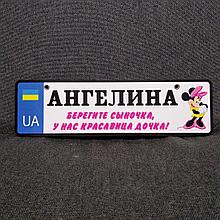 АНГЕЛИНА
UA
БЕРЕГИТЕ СЫНОЧКА,
У НАС КРАСАВИЦА ДОЧКА!